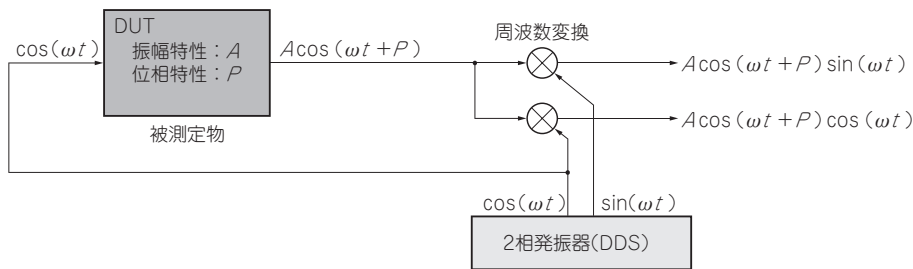 DUT
振幅特性：A
位相特性：P
cos(ωt)
Acos(ωt+P)
被測定物
周波数変換
Acos(ωt+P)sin(ωt)
Acos(ωt+P)cos(ωt)
cos(ωt)
sin(ωt)
2相発振器(DDS)